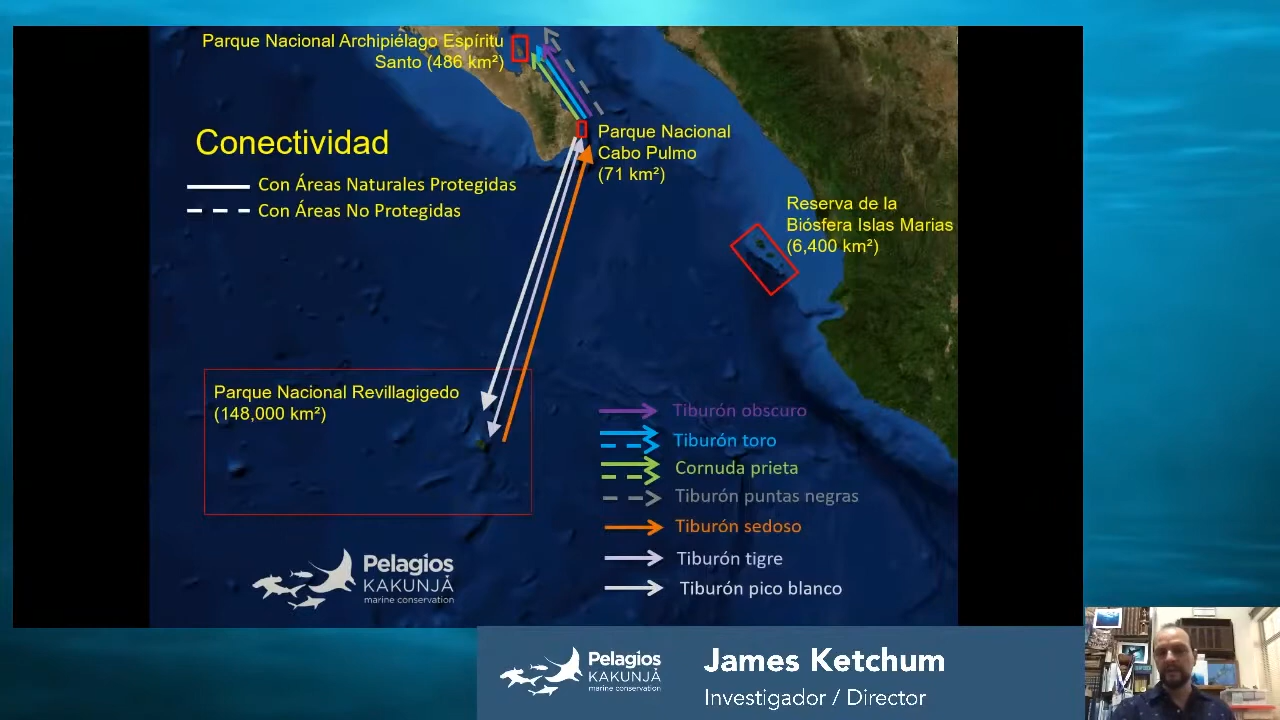 Parque Nacional Archipiélago Espíritu
Santo (486 km²)
Conectividad
Con Áreas Naturales Protegidas
Con Áreas No Protegidas
Parque Nacional
Cabo Pulmo
(71 km²)
Reserva de la
Biósfera Islas Marias
(6,400 km²)
Parque Nacional Revillagigedo
(148,000 km²)
Tiburón obscuro
Tiburón toro
Cornuda prieta
Tiburón puntas negras
Tiburón sedoso
Tiburón tigre
Tiburón pico blanco
Pelagios
KAKUNJÁ
marine conservation
Pelagios
KAKUNJÁ
marine conservation
James Ketchum
Investigador / Director